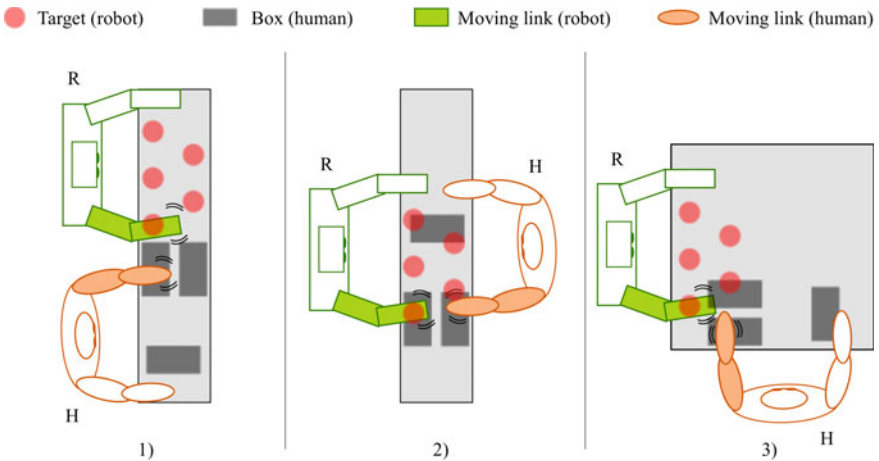 Target (robot) Box (human) Moving link (robot) Moving link (human)
R
H
1)
R
H
2)
R
H
3)